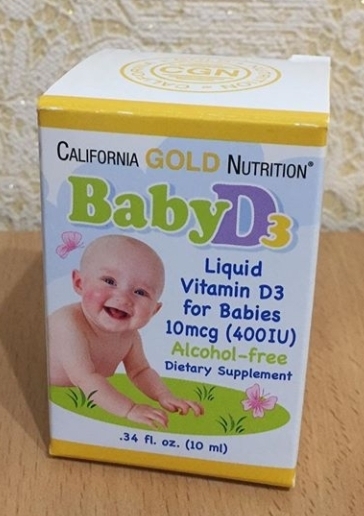 CGN
CALIFORNIA GOLD NUTRITION®
BabyD3
Liquid
Vitamin D3
for Babies
10mcg (400IU)
Alcohol-free
Dietary Supplement
.34 fl. oz. (10 ml)